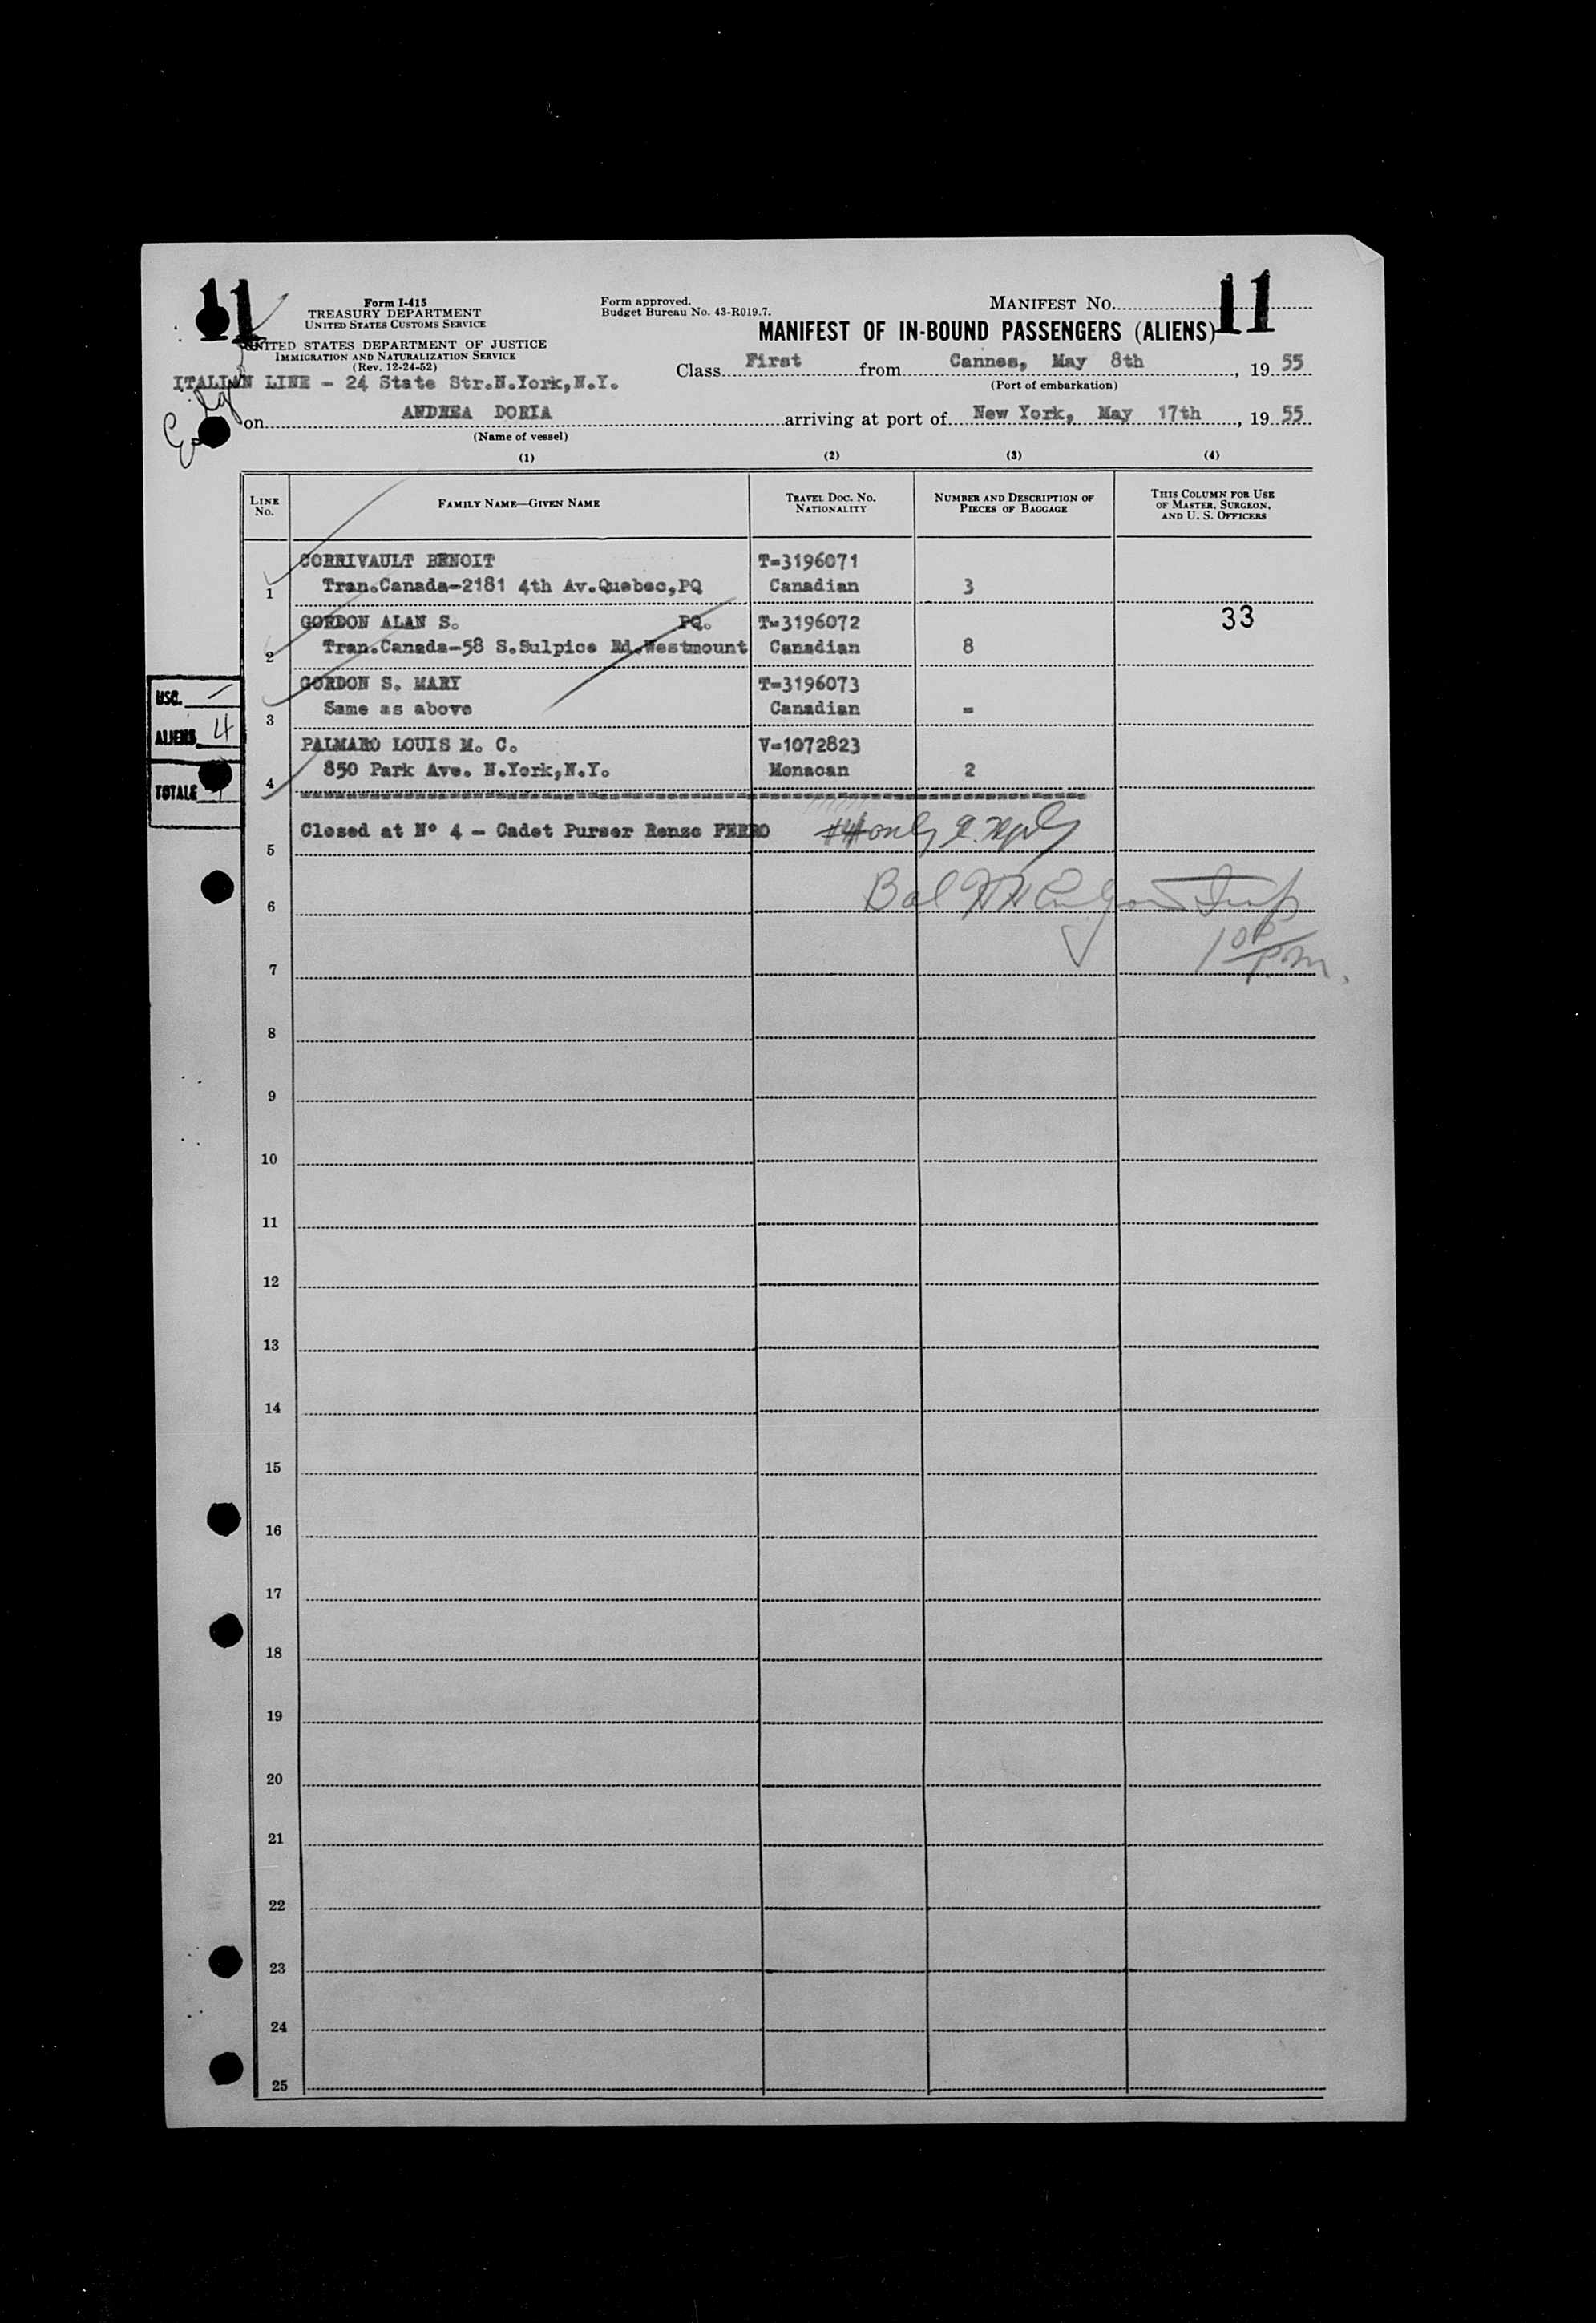 11
Form I-415
TREASURY DEPARTMENT
UNITED STATES CUSTOMS SERVICE
UNITED STATES DEPARTMENT OF JUSTICE
IMMIGRATION AND NATURALIZATION SERVICE
(Rev. 12-24-52)
Form approved.
Budget Bureau No. 43-R019.7.
MANIFEST NO. 11
MANIFEST OF IN-BOUND PASSENGERS (ALIENS)
ITALIAN LINE - 24 State Str.N.York,N.Y.
Class First from Cannes, May 8th, 19 55
(Port of embarkation)
on ANDREA DORIA arriving at port of New York, May 17th, 19 55
(Name of vessel)
(1) (2) (3) (4)
LINE NO.
FAMILY NAME—GIVEN NAME
TRAVEL DOC. NO. NATIONALITY
NUMBER AND DESCRIPTION OF PIECES OF BAGGAGE
THIS COLUMN FOR USE OF MASTER, SURGEON, AND U. S. OFFICERS
CORRIVAULT BENOIT T-3196071
1 Tran.Canada-2181 4th Av.Quebec,PQ Canadian 3
GORDON ALAN S. PQ. T-3196072 33
2 Tran.Canada-58 S.Sulpice Rd.Westmount Canadian 8
GORDON S. MARY T-3196073
3 Same as above Canadian -
PALMARO LOUIS M. C. V-1072823
4 850 Park Ave. N.York,N.Y. Monacan 2
USC. -
ALIENS 4
TOTALE
Closed at Nº 4 - Cadet Purser Renzo FERRO #4 only
5
Bal
6
1 00 P.m.
7
8
9
10
11
12
13
14
15
16
17
18
19
20
21
22
23
24
25